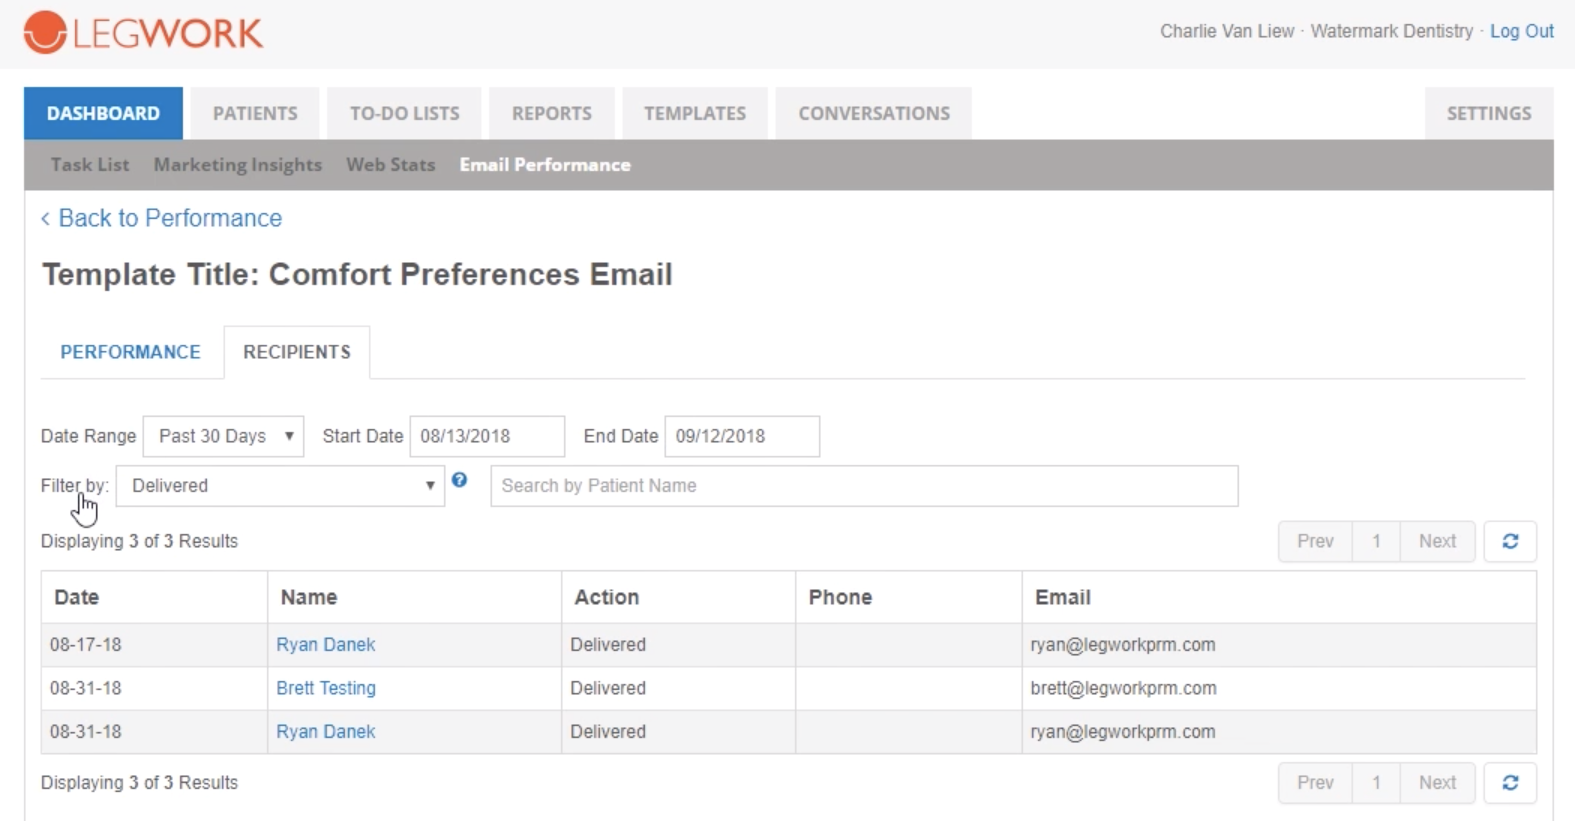 LEGWORK
Charlie Van Liew · Watermark Dentistry · Log Out
DASHBOARD PATIENTS TO-DO LISTS REPORTS TEMPLATES CONVERSATIONS SETTINGS
Task List Marketing Insights Web Stats Email Performance
‹ Back to Performance
Template Title: Comfort Preferences Email
PERFORMANCE RECIPIENTS
Date Range Past 30 Days ▼ Start Date 08/13/2018 End Date 09/12/2018
Filter by: Delivered ▼ ? Search by Patient Name
Displaying 3 of 3 Results Prev 1 Next
Date Name Action Phone Email
08-17-18 Ryan Danek Delivered ryan@legworkprm.com
08-31-18 Brett Testing Delivered brett@legworkprm.com
08-31-18 Ryan Danek Delivered ryan@legworkprm.com
Displaying 3 of 3 Results Prev 1 Next